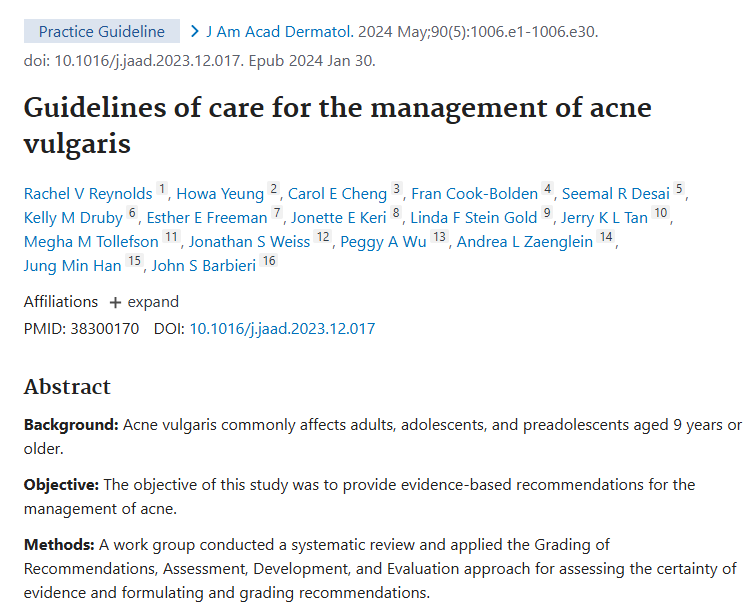 Practice Guideline > J Am Acad Dermatol. 2024 May;90(5):1006.e1-1006.e30.
doi: 10.1016/j.jaad.2023.12.017. Epub 2024 Jan 30.
Guidelines of care for the management of acne
vulgaris
Rachel V Reynolds 1, Howa Yeung 2, Carol E Cheng 3, Fran Cook-Bolden 4, Seemal R Desai 5,
Kelly M Druby 6, Esther E Freeman 7, Jonette E Keri 8, Linda F Stein Gold 9, Jerry K L Tan 10,
Megha M Tollefson 11, Jonathan S Weiss 12, Peggy A Wu 13, Andrea L Zaenglein 14,
Jung Min Han 15, John S Barbieri 16
Affiliations + expand
PMID: 38300170 DOI: 10.1016/j.jaad.2023.12.017
Abstract
Background: Acne vulgaris commonly affects adults, adolescents, and preadolescents aged 9 years or
older.
Objective: The objective of this study was to provide evidence-based recommendations for the
management of acne.
Methods: A work group conducted a systematic review and applied the Grading of
Recommendations, Assessment, Development, and Evaluation approach for assessing the certainty of
evidence and formulating and grading recommendations.